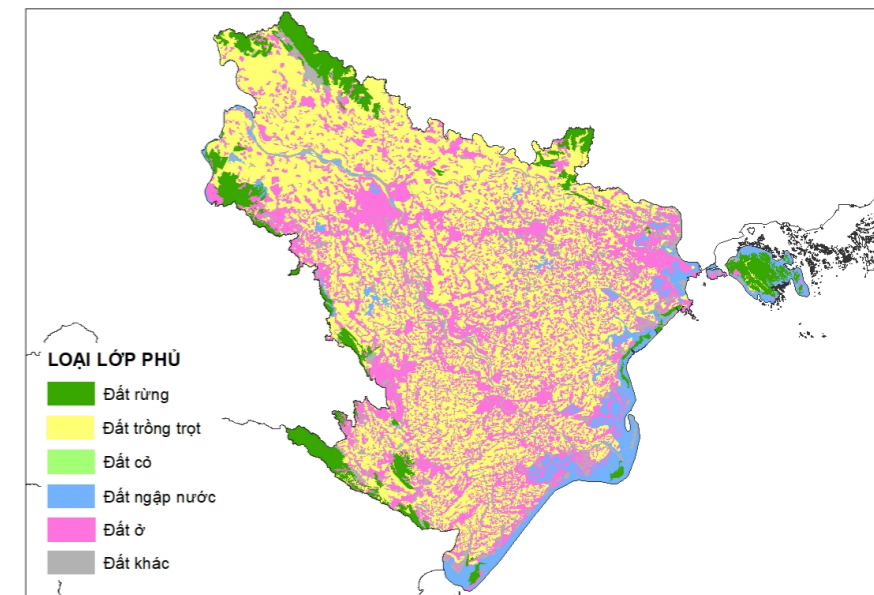 LOẠI LỚP PHỦ
Đất rừng
Đất trồng trọt
Đất cỏ
Đất ngập nước
Đất ở
Đất khác